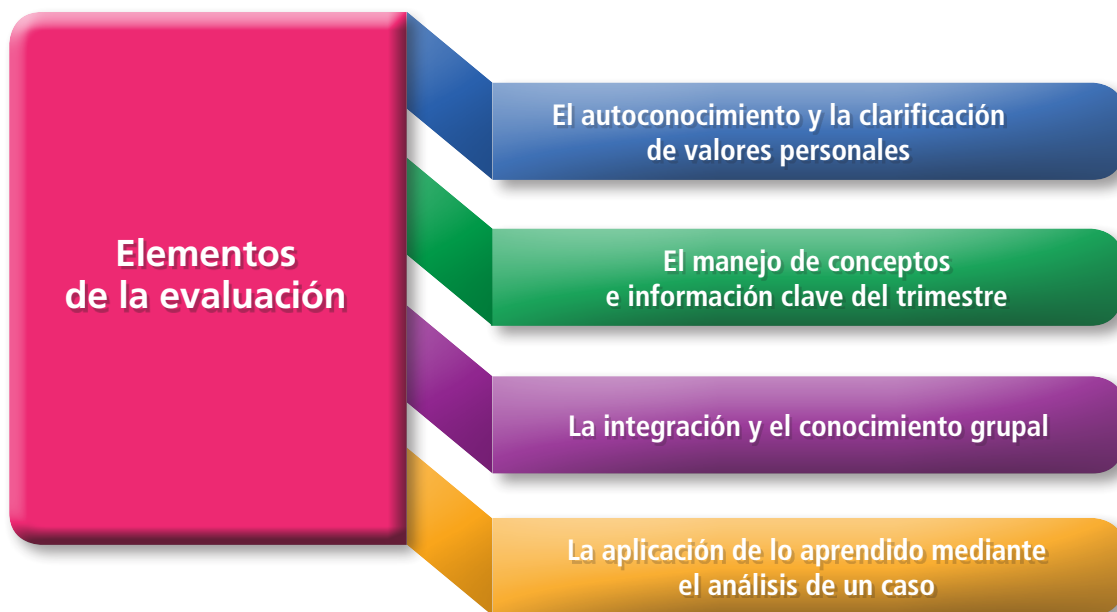 Elementos
de la evaluación
El autoconocimiento y la clarificación
de valores personales
El manejo de conceptos
e información clave del trimestre
La integración y el conocimiento grupal
La aplicación de lo aprendido mediante
el análisis de un caso